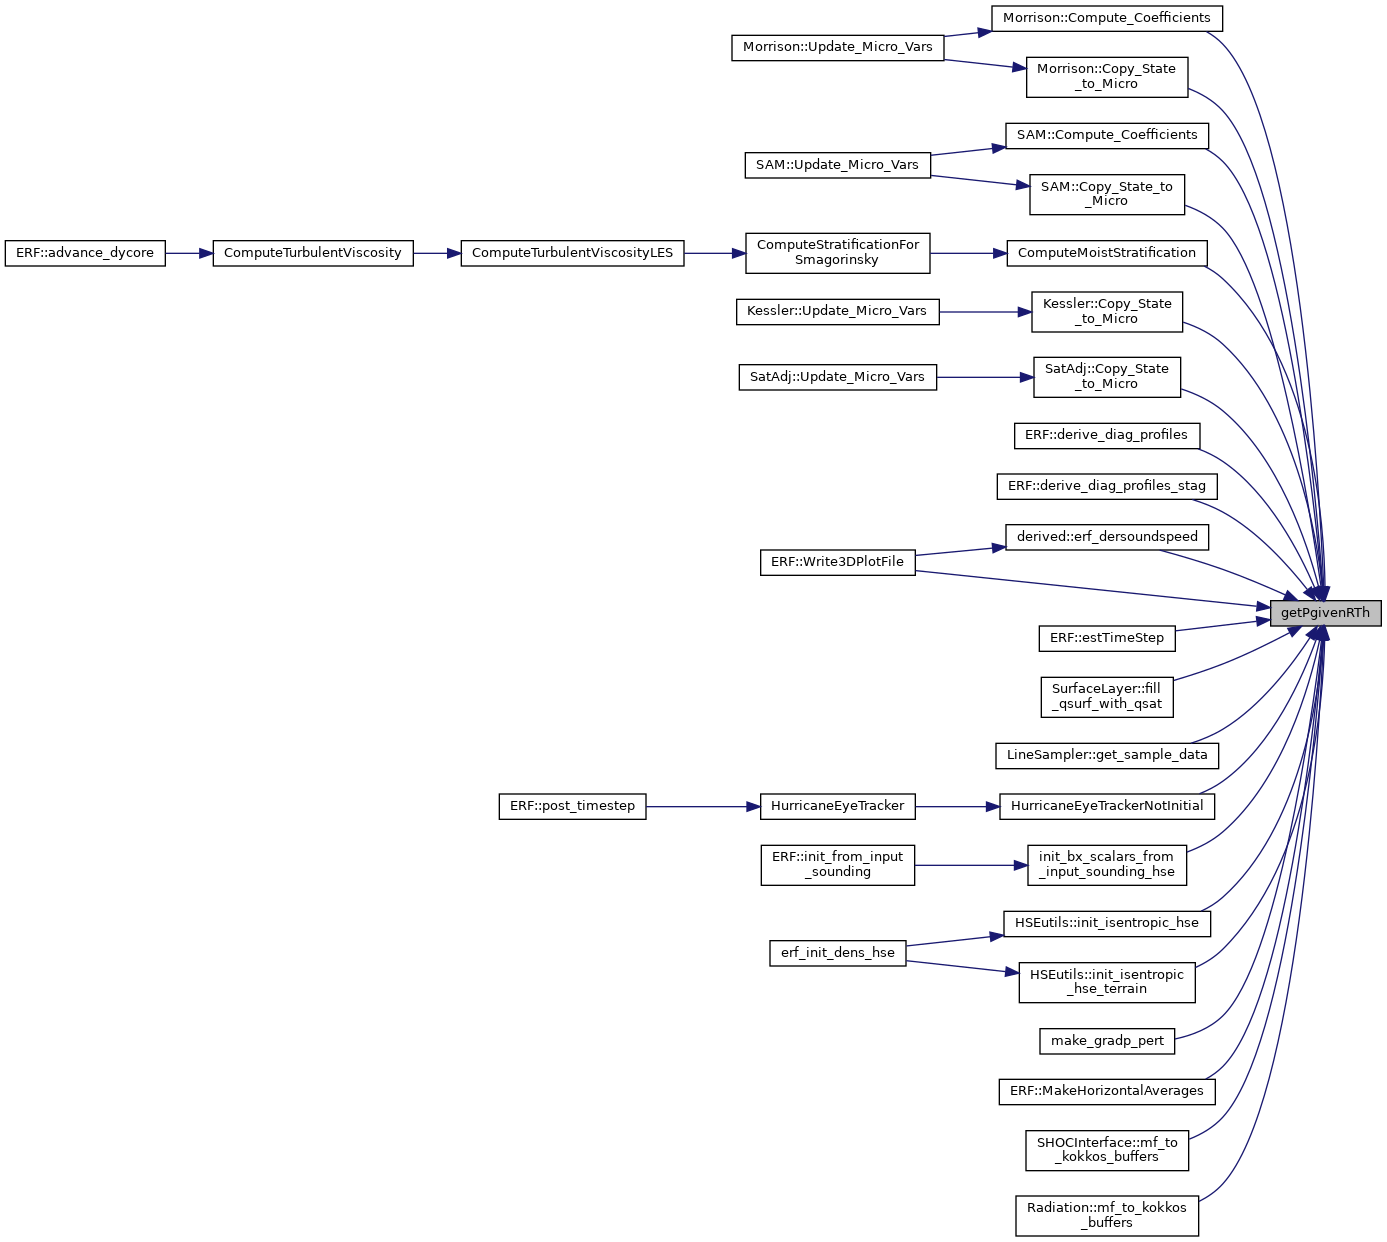 Morrison::Compute_Coefficients
Morrison::Update_Micro_Vars
Morrison::Copy_State
_to_Micro
SAM::Compute_Coefficients
SAM::Update_Micro_Vars
SAM::Copy_State_to
_Micro
ERF::advance_dycore
ComputeTurbulentViscosity
ComputeTurbulentViscosityLES
ComputeStratificationFor
Smagorinsky
ComputeMoistStratification
Kessler::Update_Micro_Vars
Kessler::Copy_State
_to_Micro
SatAdj::Update_Micro_Vars
SatAdj::Copy_State
_to_Micro
ERF::derive_diag_profiles
ERF::derive_diag_profiles_stag
derived::erf_dersoundspeed
ERF::Write3DPlotFile
getPgivenRTh
ERF::estTimeStep
SurfaceLayer::fill
_qsurf_with_qsat
LineSampler::get_sample_data
ERF::post_timestep
HurricaneEyeTracker
HurricaneEyeTrackerNotInitial
ERF::init_from_input
_sounding
init_bx_scalars_from
_input_sounding_hse
HSEutils::init_isentropic_hse
erf_init_dens_hse
HSEutils::init_isentropic
_hse_terrain
make_gradp_pert
ERF::MakeHorizontalAverages
SHOCInterface::mf_to
_kokkos_buffers
Radiation::mf_to_kokkos
_buffers